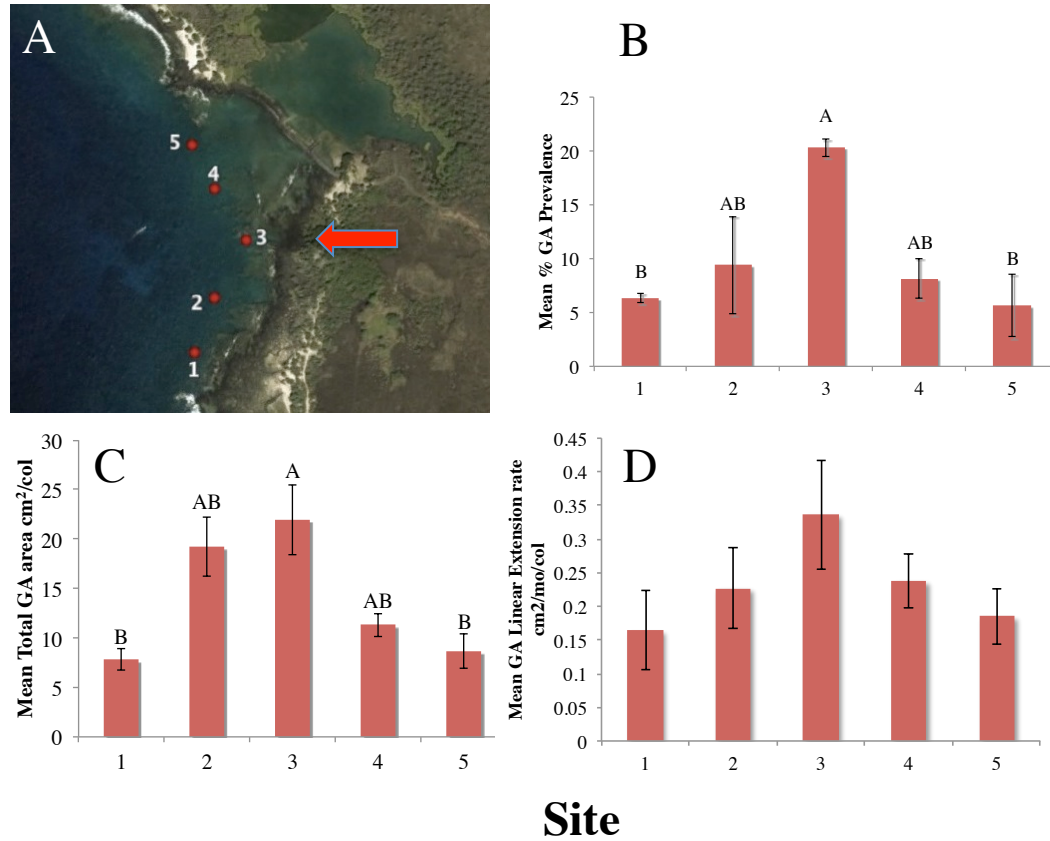 A
5
4
3
2
1
B
Mean % GA Prevalence
25
20
15
10
5
0
B
AB
A
AB
B
1 2 3 4 5
C
Mean Total GA area cm²/col
30
25
20
15
10
5
0
B
AB
A
AB
B
1 2 3 4 5
D
Mean GA Linear Extension rate
cm2/mo/col
0.45
0.4
0.35
0.3
0.25
0.2
0.15
0.1
0.05
0
1 2 3 4 5
Site